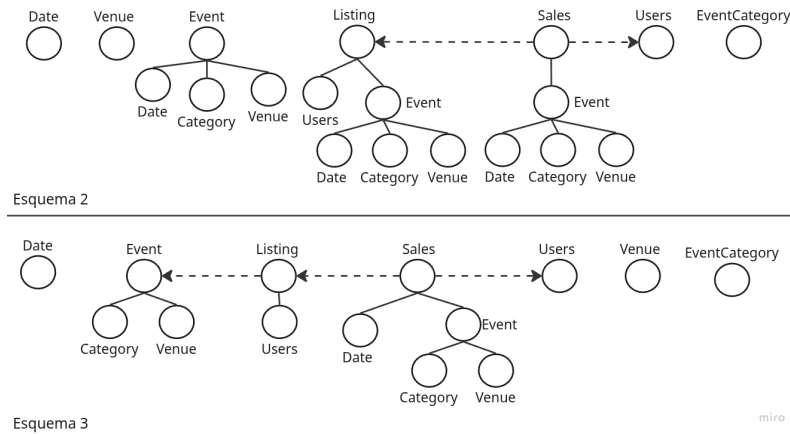 Date
Venue
Event
Listing
Sales
Users
EventCategory
Date
Category
Venue
Users
Event
Event
Date
Category
Venue
Date
Category
Venue
Esquema 2
Date
Event
Listing
Sales
Users
Venue
EventCategory
Category
Venue
Users
Date
Event
Category
Venue
Esquema 3
miro